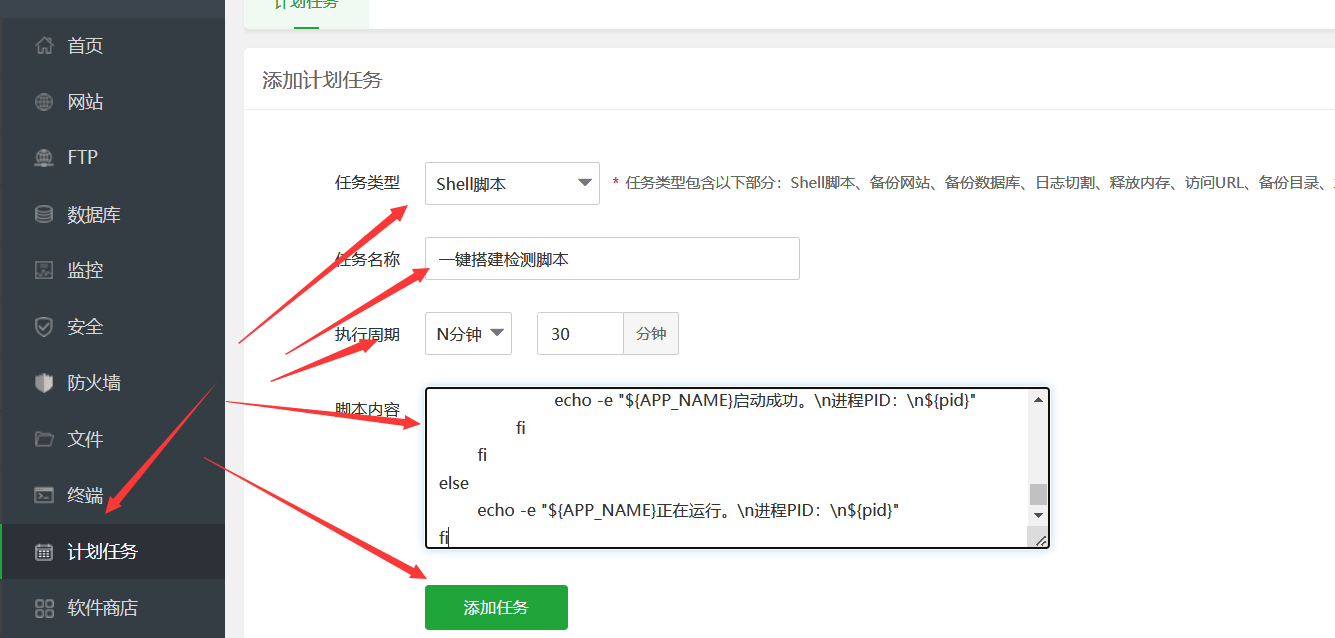 计划任务
首页
网站
FTP
数据库
监控
安全
防火墙
文件
终端
计划任务
软件商店
添加计划任务
任务类型 Shell脚本 * 任务类型包含以下部分：Shell脚本、备份网站、备份数据库、日志切割、释放内存、访问URL、备份目录、
任务名称 一键搭建检测脚本
执行周期 N分钟 30 分钟
脚本内容 echo -e "${APP_NAME}启动成功。\n进程PID：\n${pid}"
fi
fi
else
echo -e "${APP_NAME}正在运行。\n进程PID：\n${pid}"
fi
添加任务